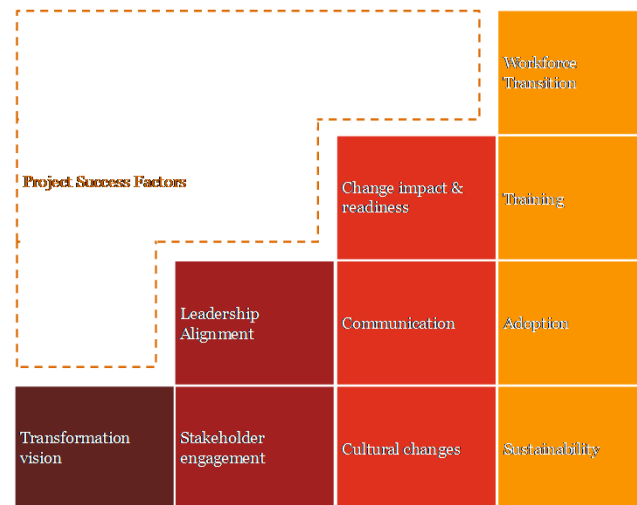 Workforce
Transition
Project Success Factors
Change impact &
readiness
Training
Leadership
Alignment
Communication
Adoption
Transformation
vision
Stakeholder
engagement
Cultural changes
Sustainability